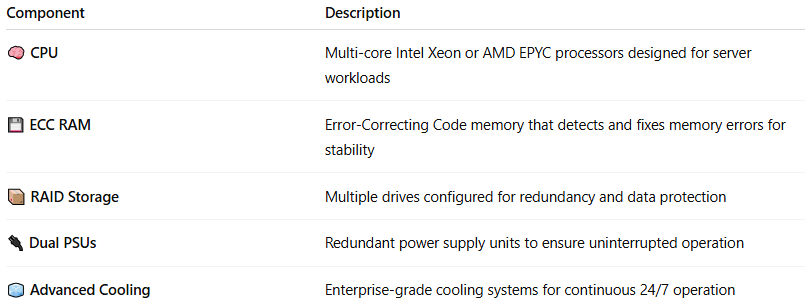 Component Description
🧠 CPU Multi-core Intel Xeon or AMD EPYC processors designed for server
workloads
💾 ECC RAM Error-Correcting Code memory that detects and fixes memory errors for
stability
📦 RAID Storage Multiple drives configured for redundancy and data protection
🔌 Dual PSUs Redundant power supply units to ensure uninterrupted operation
🧊 Advanced Cooling Enterprise-grade cooling systems for continuous 24/7 operation